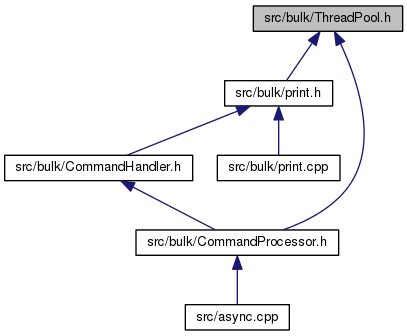 src/bulk/ThreadPool.h
src/bulk/print.h
src/bulk/CommandHandler.h
src/bulk/print.cpp
src/bulk/CommandProcessor.h
src/async.cpp